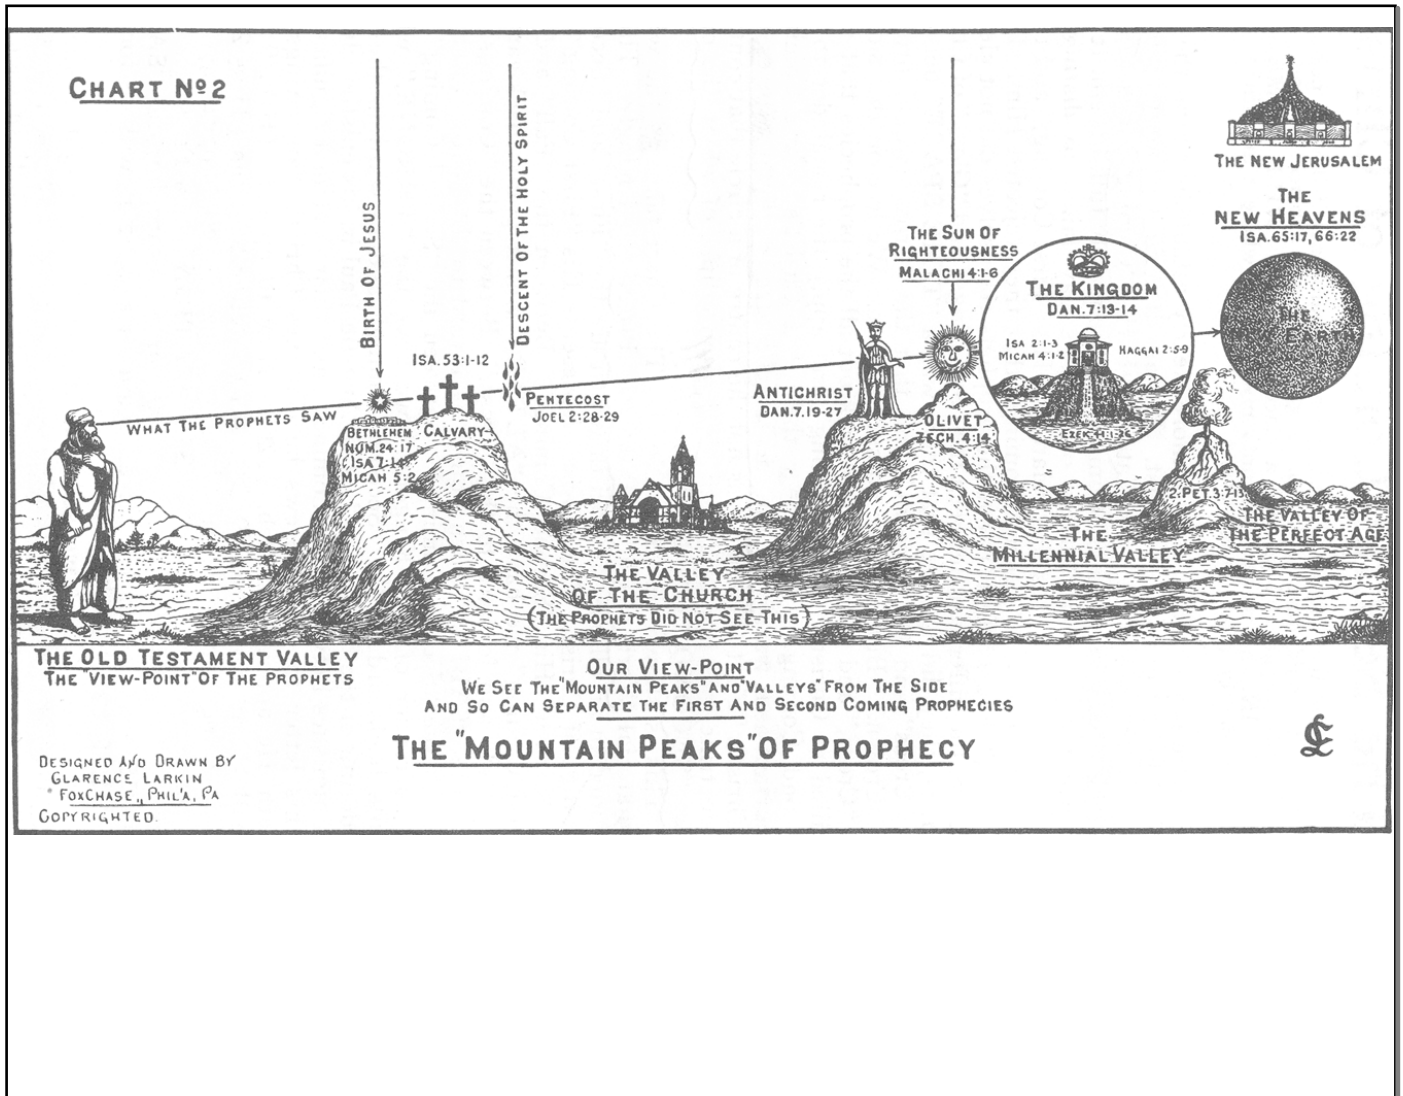 CHART No 2
BIRTH OF JESUS
DESCENT OF THE HOLY SPIRIT
THE NEW JERUSALEM
THE
NEW HEAVENS
ISA. 65:17, 66:22
THE SUN OF
RIGHTEOUSNESS
MALACHI 4:1-6
THE KINGDOM
DAN. 7:13-14
ISA 2:1-3
MICAH 4:1-2
HAGGAI 2:5-9
THE
EARTH
ISA. 53:1-12
WHAT THE PROPHETS SAW
PENTECOST
JOEL 2:28-29
ANTICHRIST
DAN. 7.19-27
BETHLEHEM
NUM. 24:17
ISA 7:14
MICAH 5:2
CALVARY
OLIVET
ZECH. 4:14
2. PET. 3:7-13
THE VALLEY OF
THE PERFECT AGE
THE
MILLENNIAL VALLEY
THE VALLEY
OF THE CHURCH
(THE PROPHETS DID NOT SEE THIS)
THE OLD TESTAMENT VALLEY
THE "VIEW-POINT" OF THE PROPHETS
OUR VIEW-POINT
WE SEE THE "MOUNTAIN PEAKS" AND "VALLEYS" FROM THE SIDE
AND SO CAN SEPARATE THE FIRST AND SECOND COMING PROPHECIES
THE "MOUNTAIN PEAKS" OF PROPHECY
DESIGNED AND DRAWN BY
CLARENCE LARKIN
FOXCHASE, PHIL'A, PA
COPYRIGHTED.